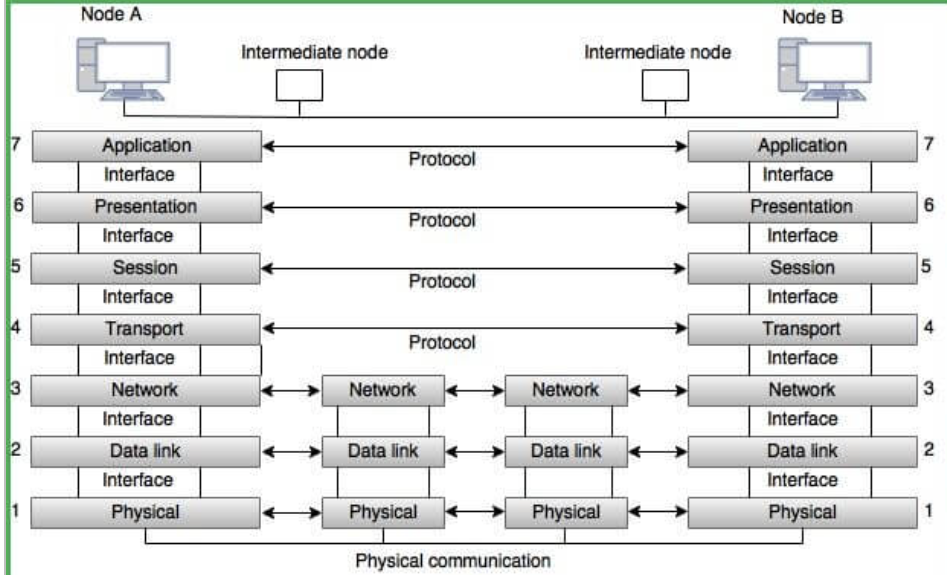 Node A
Node B
Intermediate node
Intermediate node
7 Application Application 7
Protocol
Interface Interface
6 Presentation Presentation 6
Protocol
Interface Interface
5 Session Session 5
Protocol
Interface Interface
4 Transport Transport 4
Protocol
Interface Interface
3 Network Network Network Network 3
Interface Interface
2 Data link Data link Data link Data link 2
Interface Interface
1 Physical Physical Physical Physical 1
Physical communication